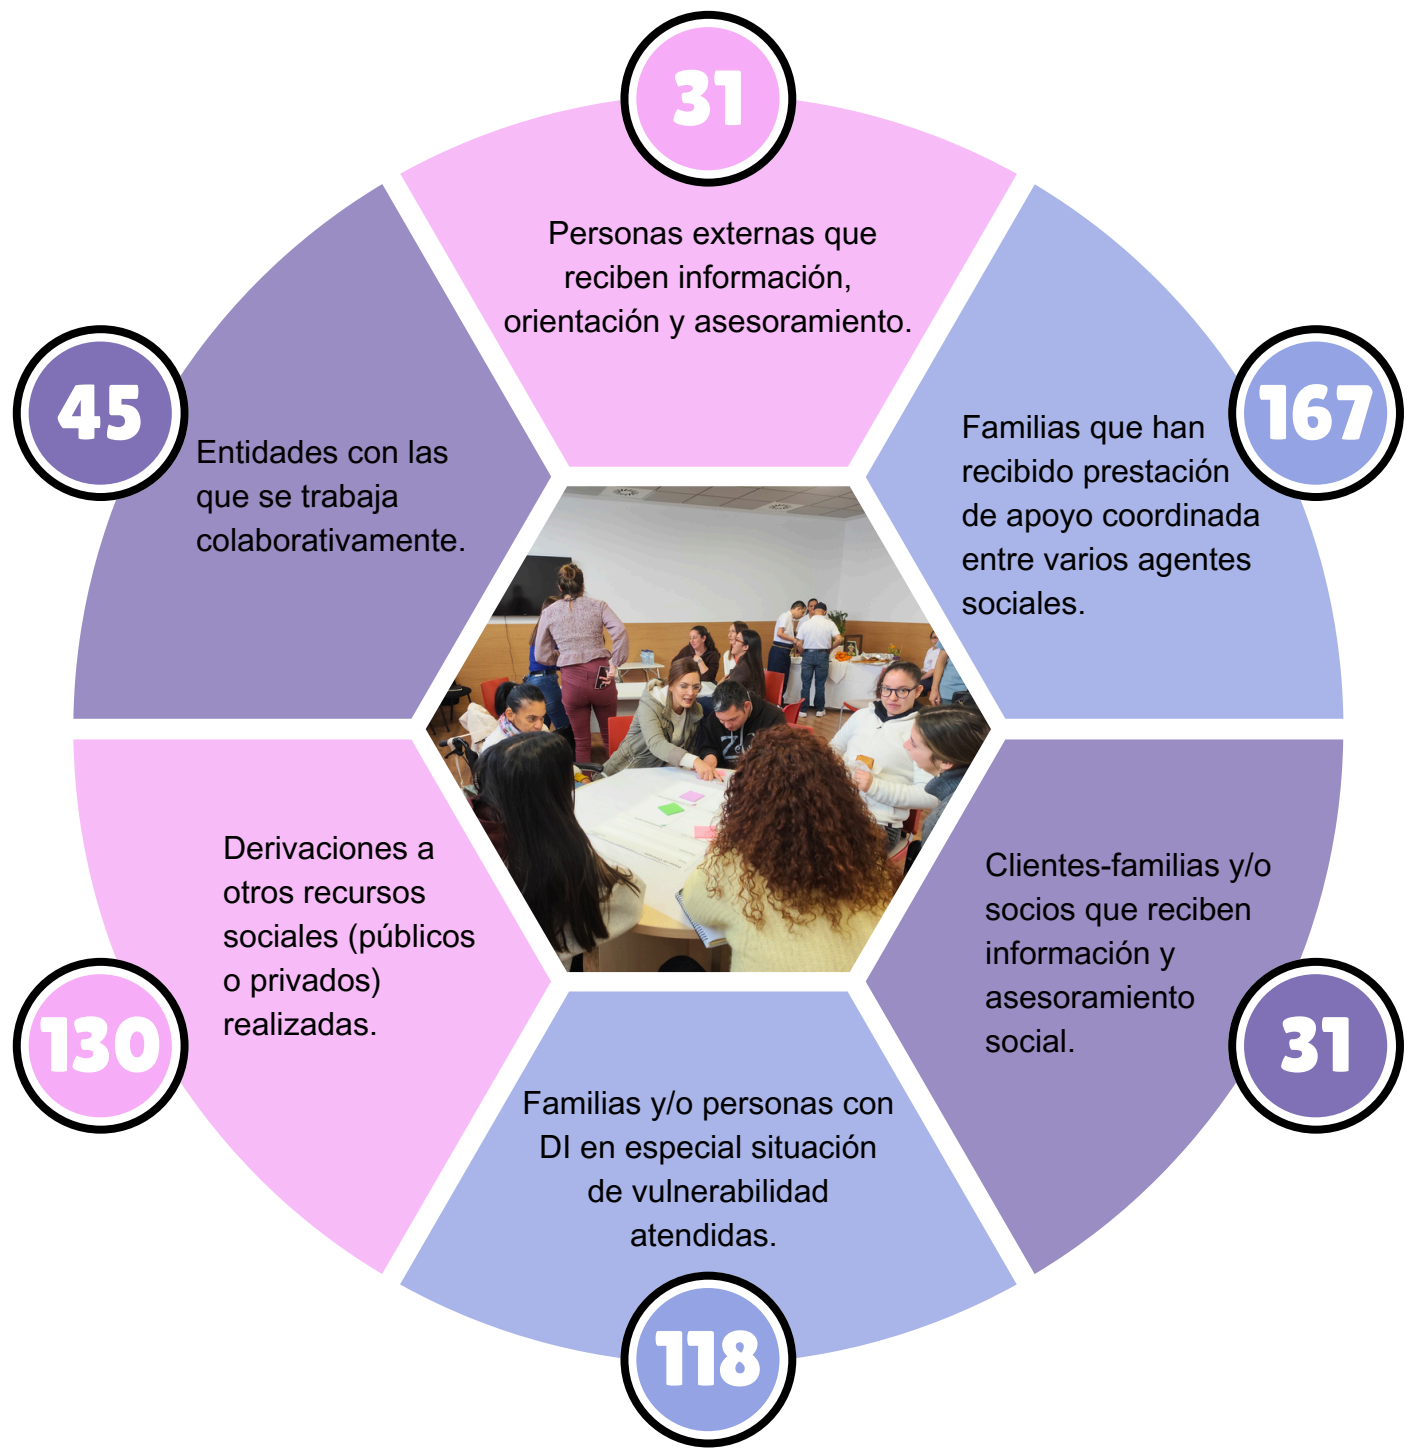 31
Personas externas que
reciben información,
orientación y asesoramiento.
167
Familias que han
recibido prestación
de apoyo coordinada
entre varios agentes
sociales.
31
Clientes-familias y/o
socios que reciben
información y
asesoramiento
social.
118
Familias y/o personas con
DI en especial situación
de vulnerabilidad
atendidas.
130
Derivaciones a
otros recursos
sociales (públicos
o privados)
realizadas.
45
Entidades con las
que se trabaja
colaborativamente.